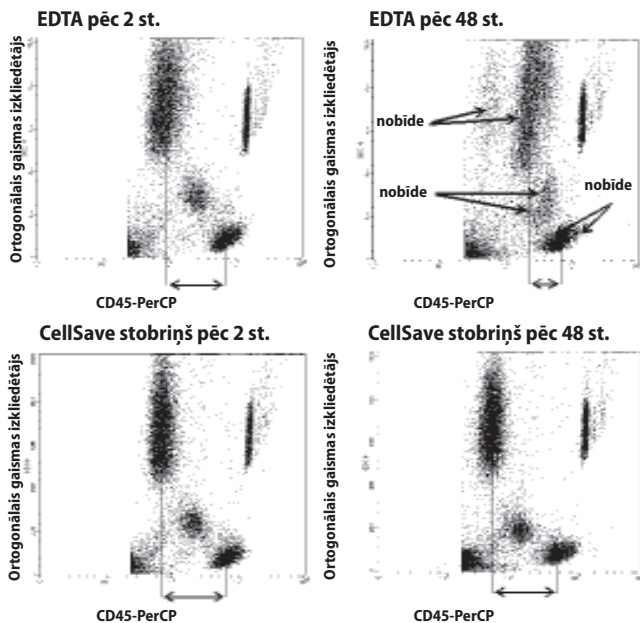 EDTA pēc 2 st.
EDTA pēc 48 st.
Ortogonālais gaismas izkliedētājs
Ortogonālais gaismas izkliedētājs
nobīde
nobīde
nobīde
CD45-PerCP
CD45-PerCP
CellSave stobriņš pēc 2 st.
CellSave stobriņš pēc 48 st.
Ortogonālais gaismas izkliedētājs
Ortogonālais gaismas izkliedētājs
CD45-PerCP
CD45-PerCP